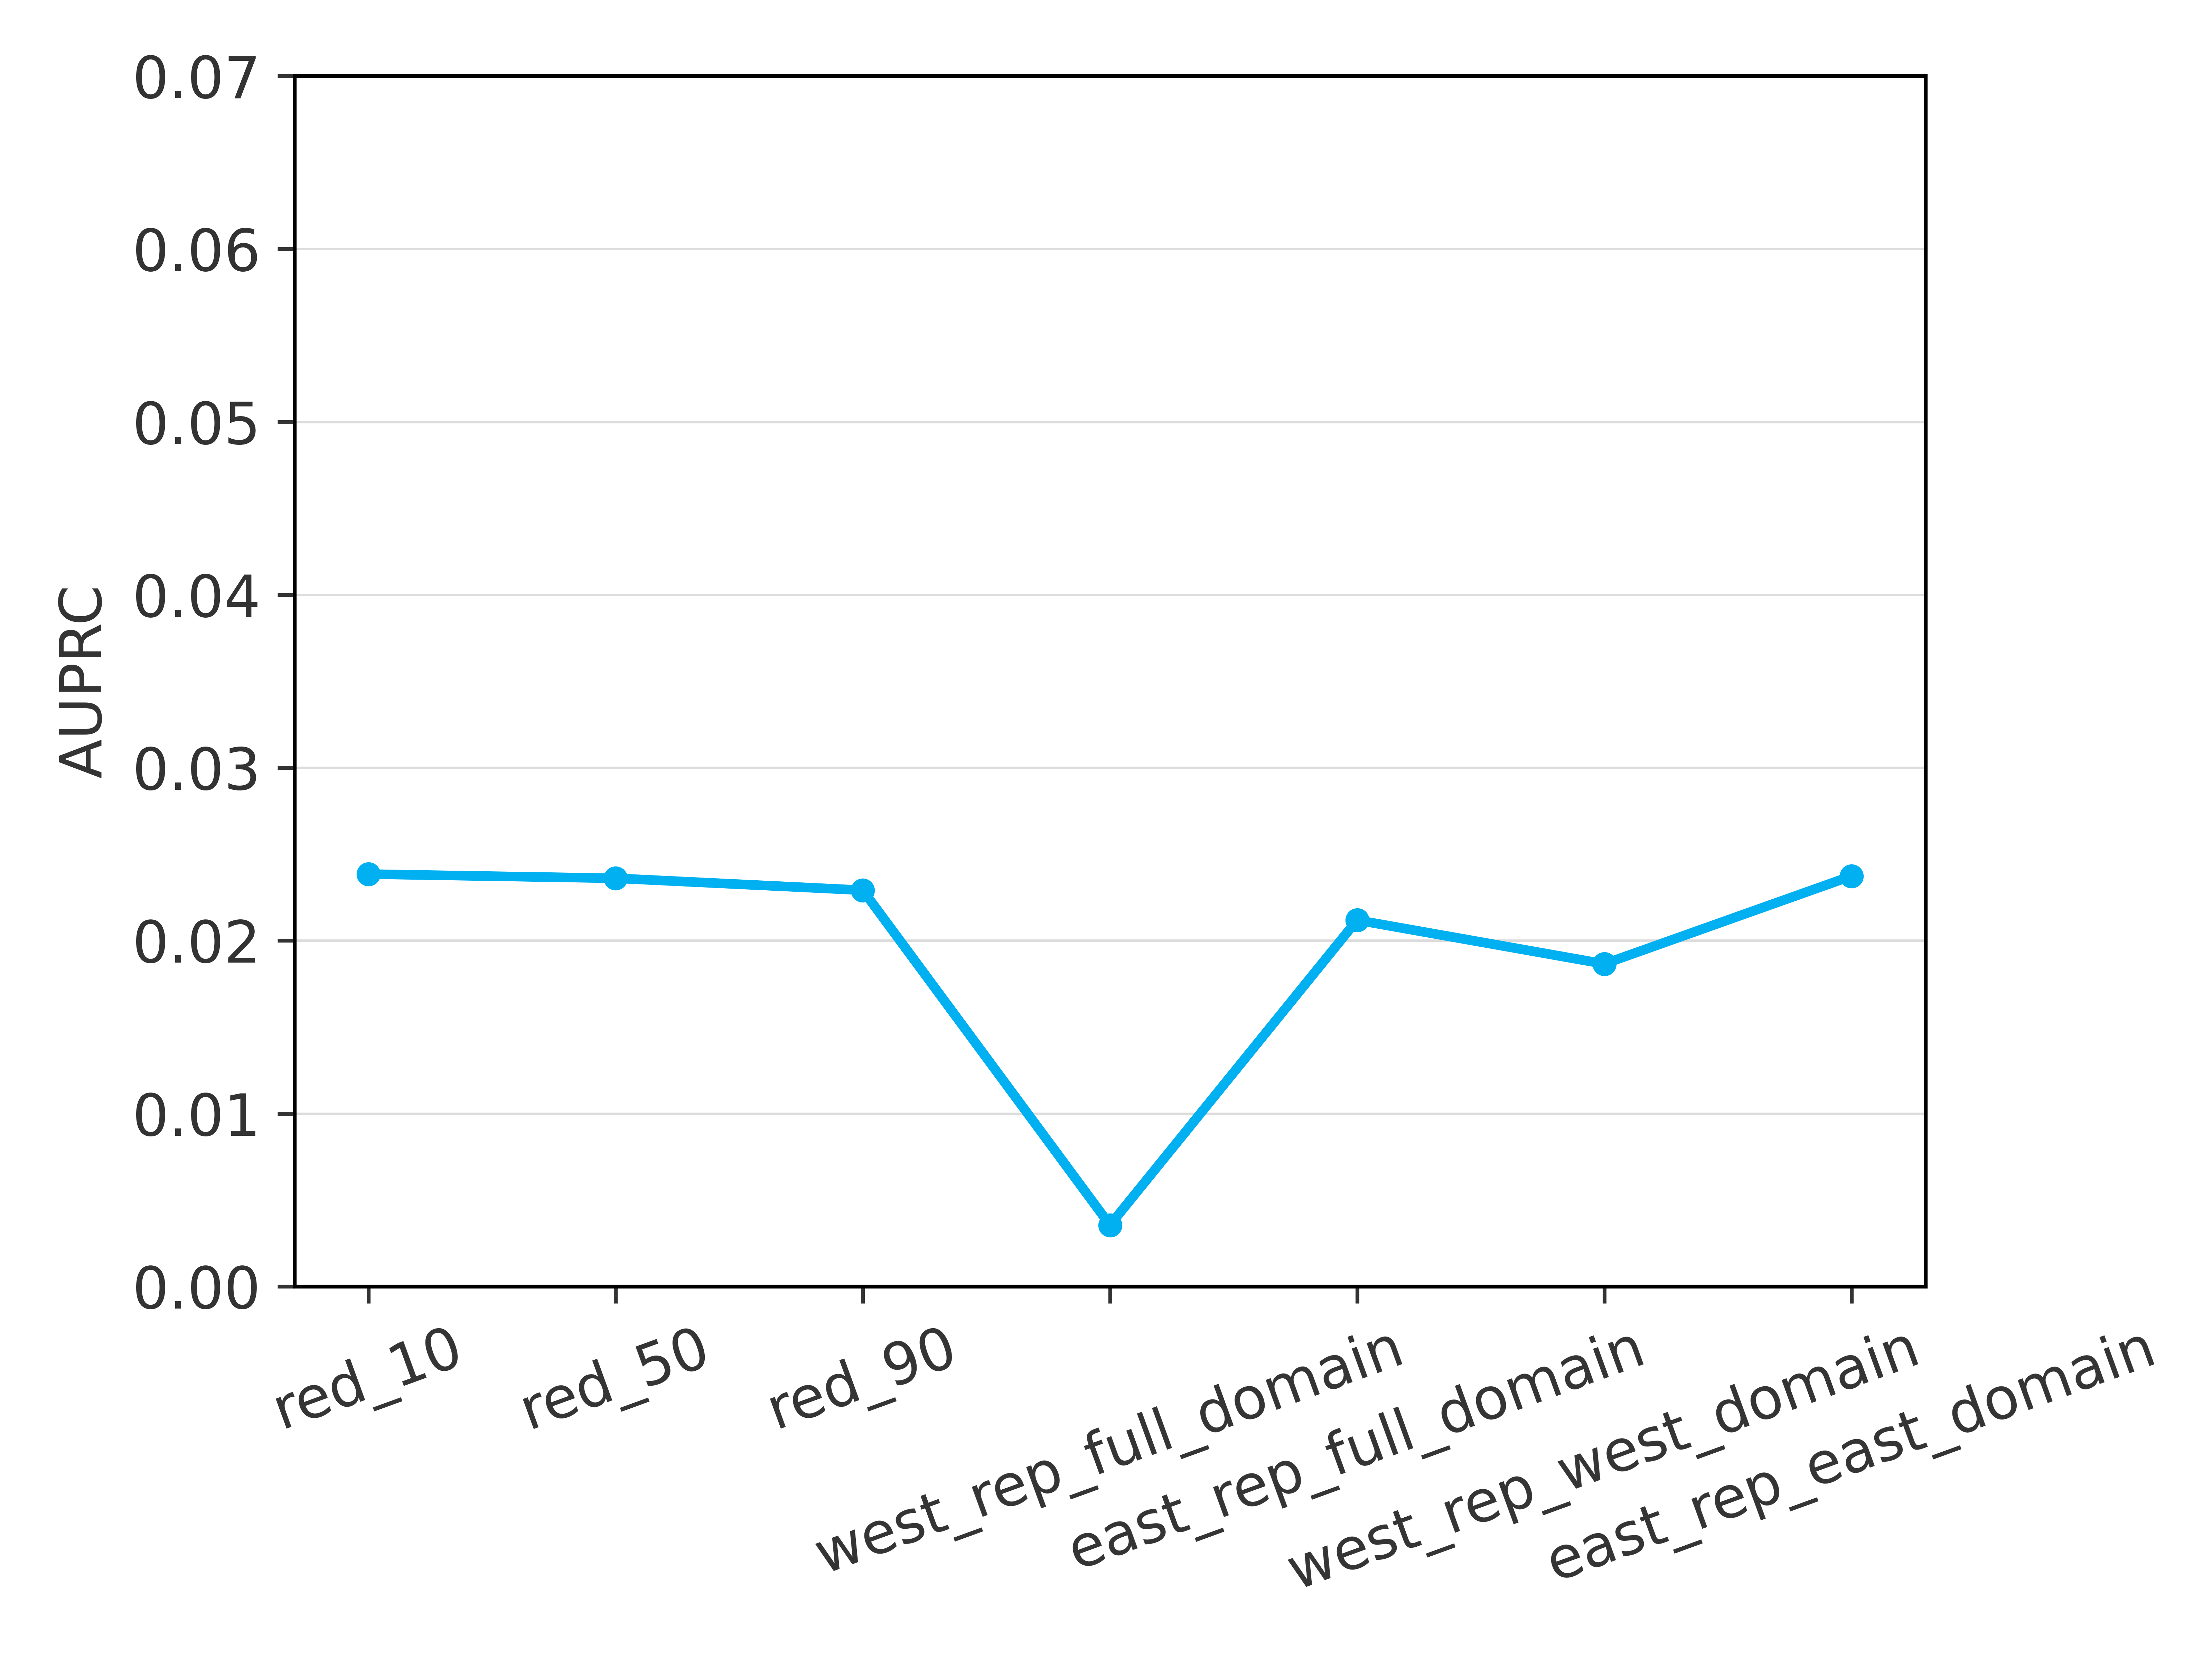 0.07
0.06
0.05
0.04
0.03
0.02
0.01
0.00
AUPRC
red_10
red_50
red_90
west_rep_full_domain
east_rep_full_domain
west_rep_west_domain
east_rep_east_domain